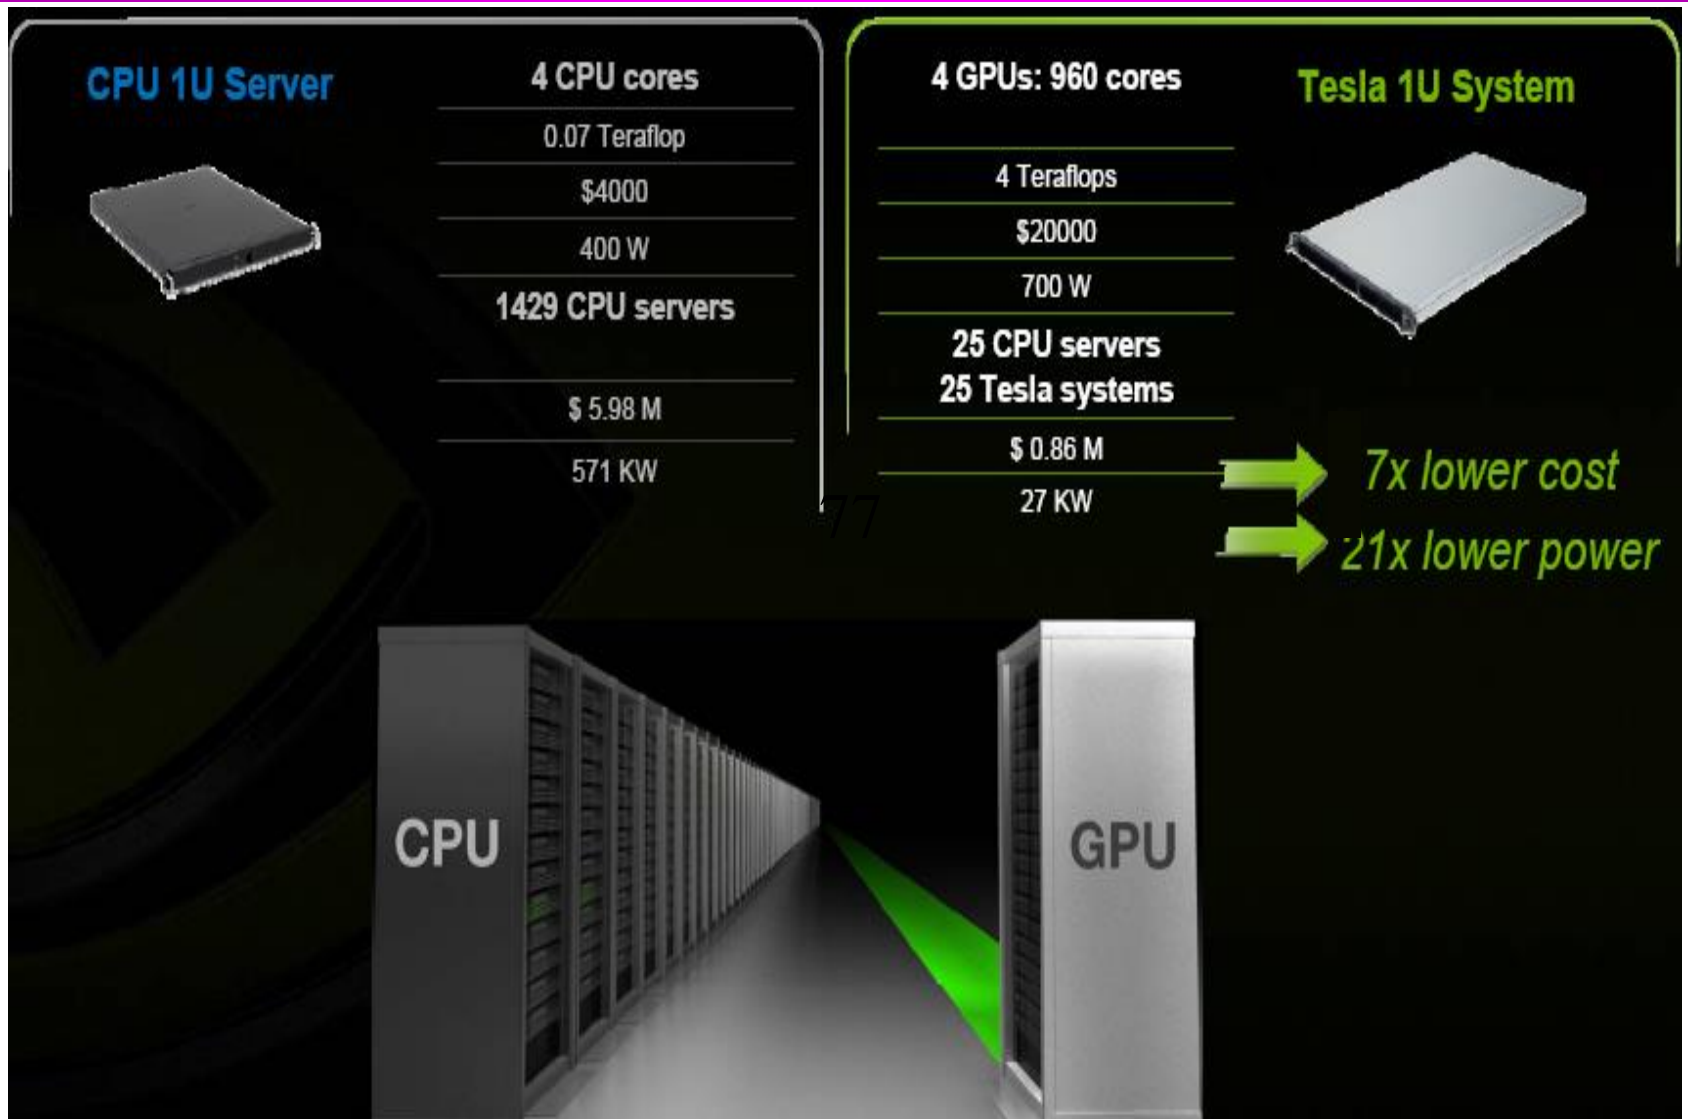 CPU 1U Server
4 CPU cores
0.07 Teraflop
$4000
400 W
1429 CPU servers
$ 5.98 M
571 KW
4 GPUs: 960 cores
Tesla 1U System
4 Teraflops
$20000
700 W
25 CPU servers
25 Tesla systems
$ 0.86 M
27 KW
7x lower cost
21x lower power
77
CPU
GPU